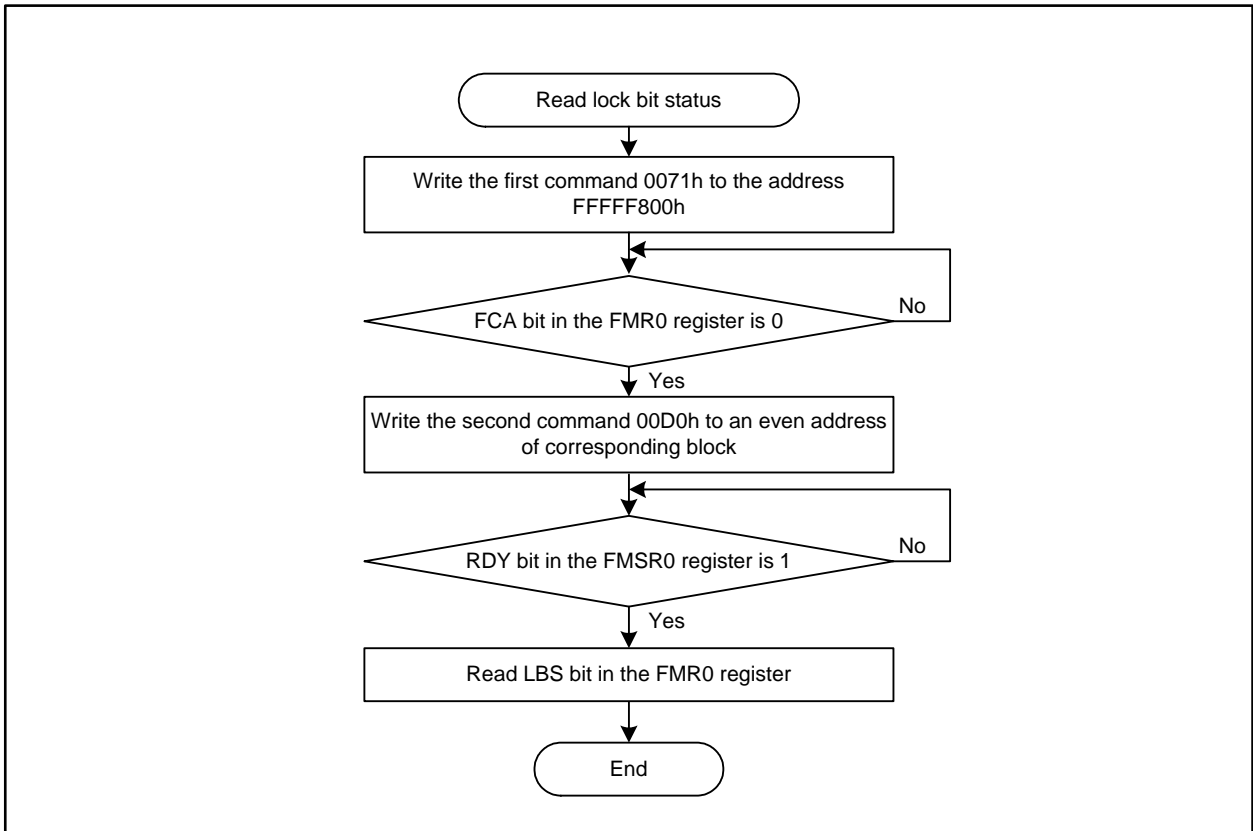 Read lock bit status
Write the first command 0071h to the address
FFFFF800h
FCA bit in the FMR0 register is 0
No
Yes
Write the second command 00D0h to an even address
of corresponding block
RDY bit in the FMSR0 register is 1
No
Yes
Read LBS bit in the FMR0 register
End